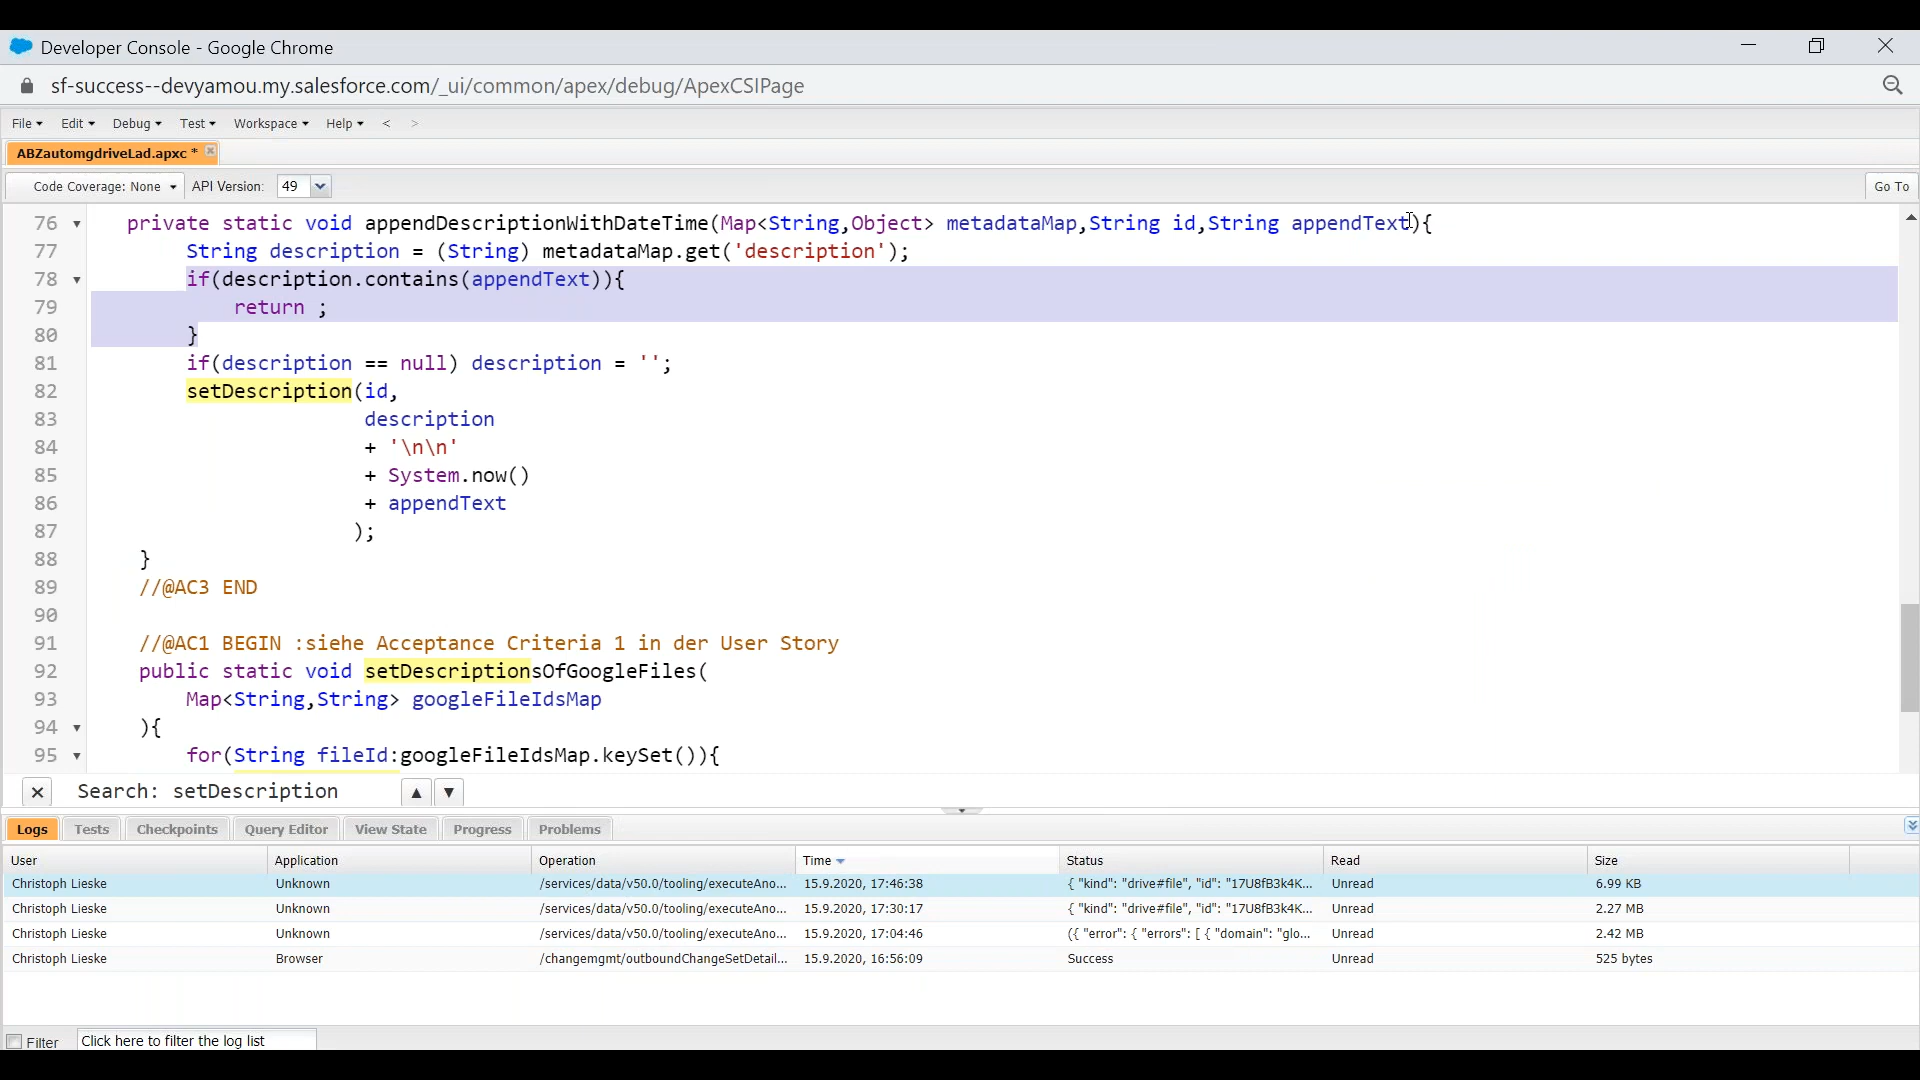 Developer Console - Google Chrome
sf-success--devyamou.my.salesforce.com/_ui/common/apex/debug/ApexCSIPage
File Edit Debug Test Workspace Help < >
ABZautomgdriveLad.apxc *
Code Coverage: None API Version: 49 Go To
76 private static void appendDescriptionWithDateTime(Map<String,Object> metadataMap,String id,String appendText){
77 String description = (String) metadataMap.get('description');
78 if(description.contains(appendText)){
79 return ;
80 }
81 if(description == null) description = '';
82 setDescription(id,
83 description
84 + '\n\n'
85 + System.now()
86 + appendText
87 );
88 }
89 //@AC3 END
90
91 //@AC1 BEGIN :siehe Acceptance Criteria 1 in der User Story
92 public static void setDescriptionsOfGoogleFiles(
93 Map<String,String> googleFileIdsMap
94 ){
95 for(String fileId:googleFileIdsMap.keySet()){
Search: setDescription
Logs Tests Checkpoints Query Editor View State Progress Problems
User Application Operation Time Status Read Size
Christoph Lieske Unknown /services/data/v50.0/tooling/executeAno... 15.9.2020, 17:46:38 { "kind": "drive#file", "id": "17U8fB3k4K... Unread 6.99 KB
Christoph Lieske Unknown /services/data/v50.0/tooling/executeAno... 15.9.2020, 17:30:17 { "kind": "drive#file", "id": "17U8fB3k4K... Unread 2.27 MB
Christoph Lieske Unknown /services/data/v50.0/tooling/executeAno... 15.9.2020, 17:04:46 ({ "error": { "errors": [ { "domain": "glo... Unread 2.42 MB
Christoph Lieske Browser /changemgmt/outboundChangeSetDetail... 15.9.2020, 16:56:09 Success Unread 525 bytes
Filter Click here to filter the log list